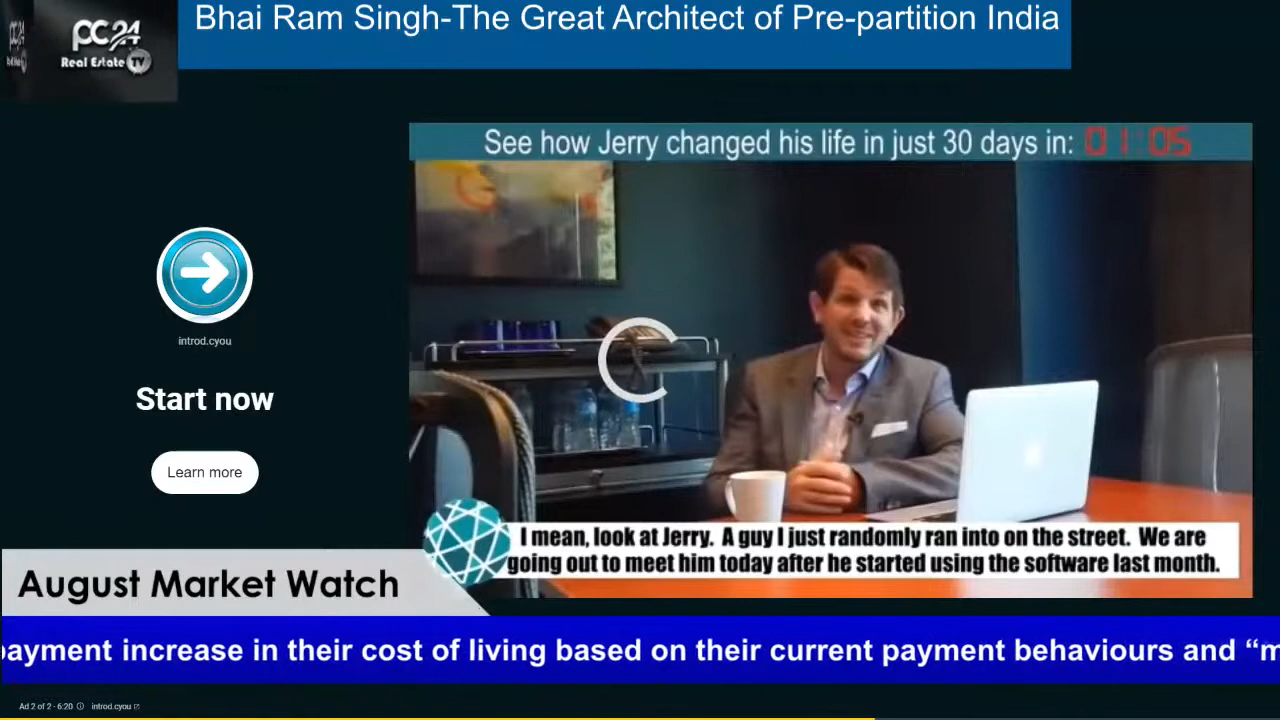 Bhai Ram Singh-The Great Architect of Pre-partition India
PC24
Real Estate TV
See how Jerry changed his life in just 30 days in: 01:05
introd.cyou
Start now
Learn more
I mean, look at Jerry. A guy I just randomly ran into on the street. We are
going out to meet him today after he started using the software last month.
August Market Watch
payment increase in their cost of living based on their current payment behaviours and “m
Ad 2 of 2 · 6:20 introd.cyou